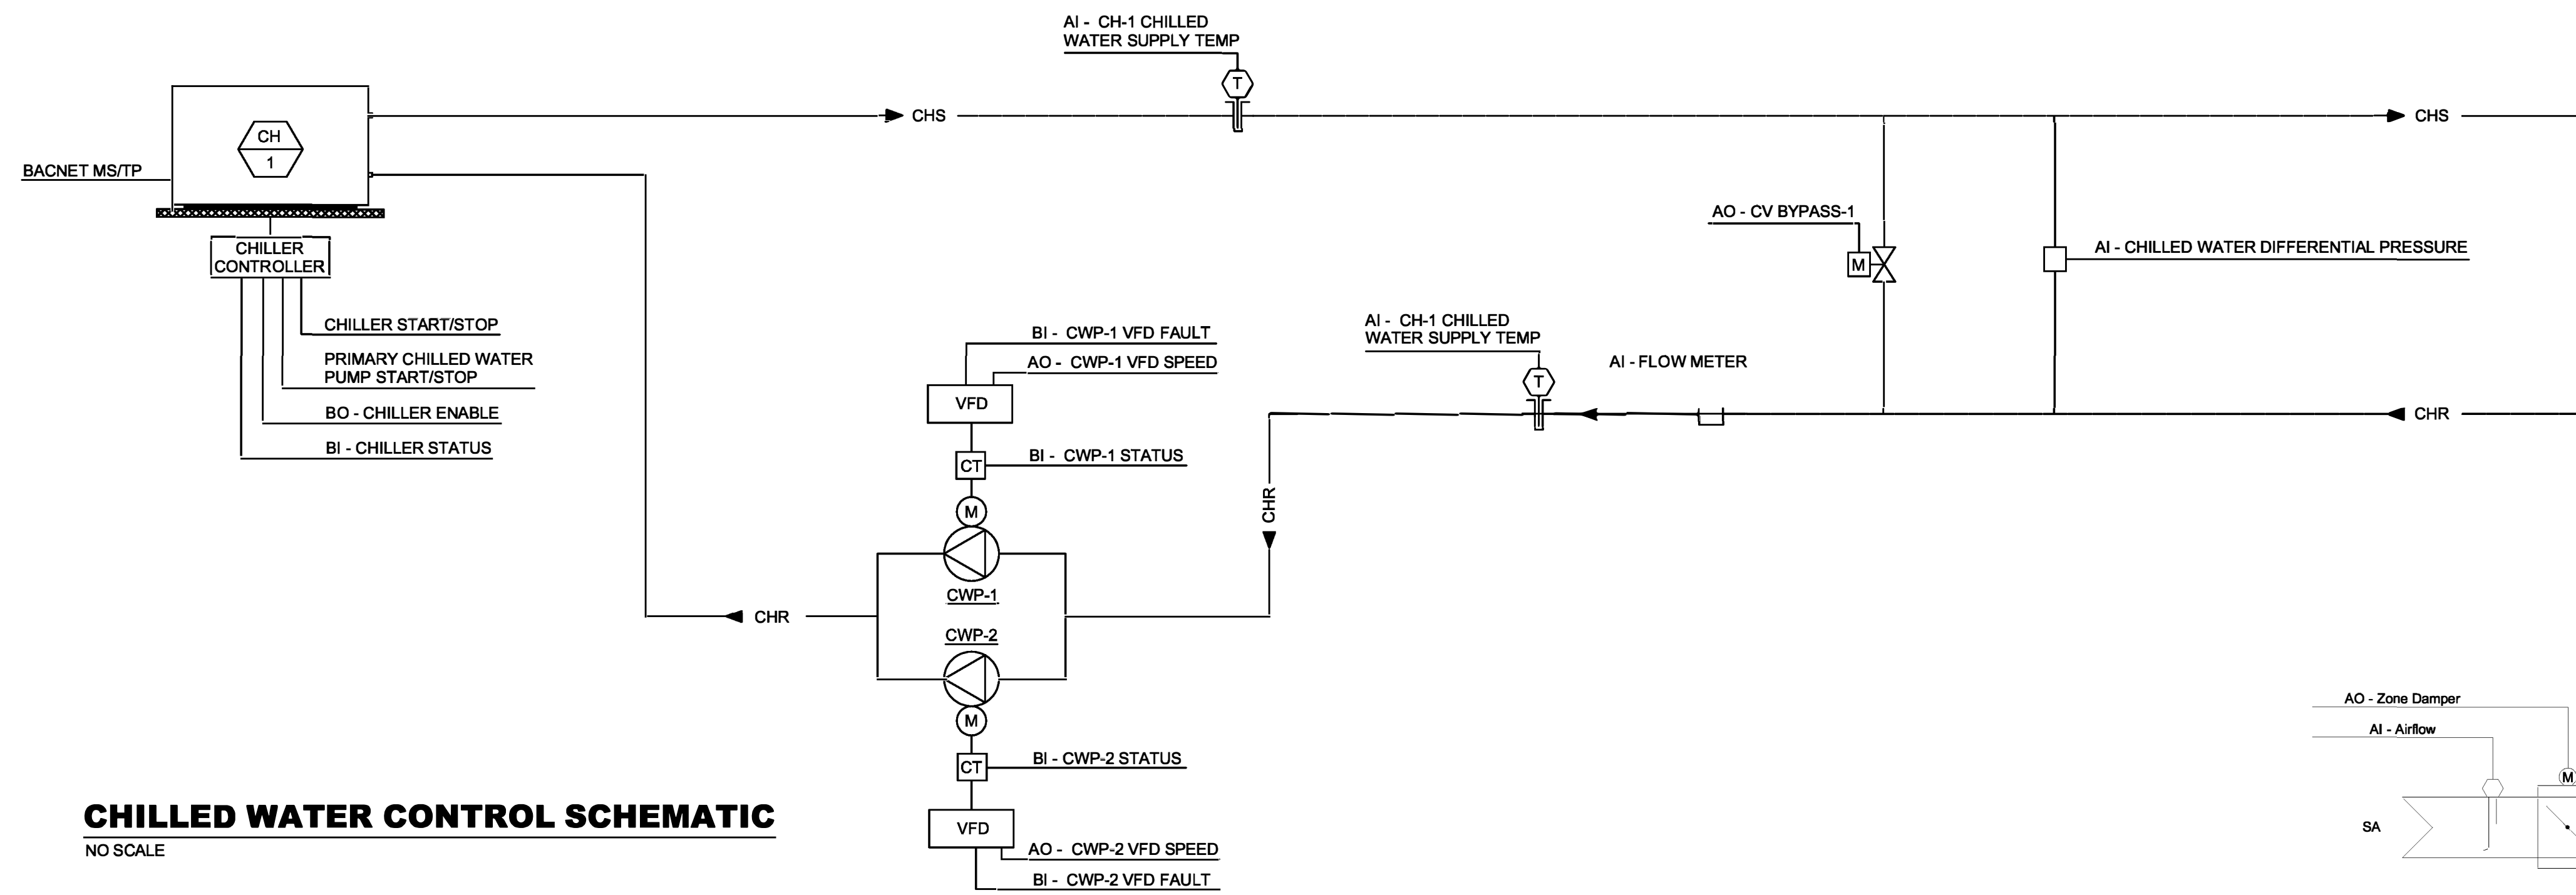 AI - CH-1 CHILLED
WATER SUPPLY TEMP
T
CHS
CHS
CH
1
BACNET MS/TP
CHILLER
CONTROLLER
CHILLER START/STOP
PRIMARY CHILLED WATER
PUMP START/STOP
BO - CHILLER ENABLE
BI - CHILLER STATUS
AO - CV BYPASS-1
M
AI - CHILLED WATER DIFFERENTIAL PRESSURE
BI - CWP-1 VFD FAULT
AO - CWP-1 VFD SPEED
VFD
CT
BI - CWP-1 STATUS
M
CWP-1
AI - CH-1 CHILLED
WATER SUPPLY TEMP
T
AI - FLOW METER
CHR
CHR
CHR
CWP-2
M
CT
BI - CWP-2 STATUS
VFD
AO - CWP-2 VFD SPEED
BI - CWP-2 VFD FAULT
AO - Zone Damper
AI - Airflow
M
SA
CHILLED WATER CONTROL SCHEMATIC
NO SCALE